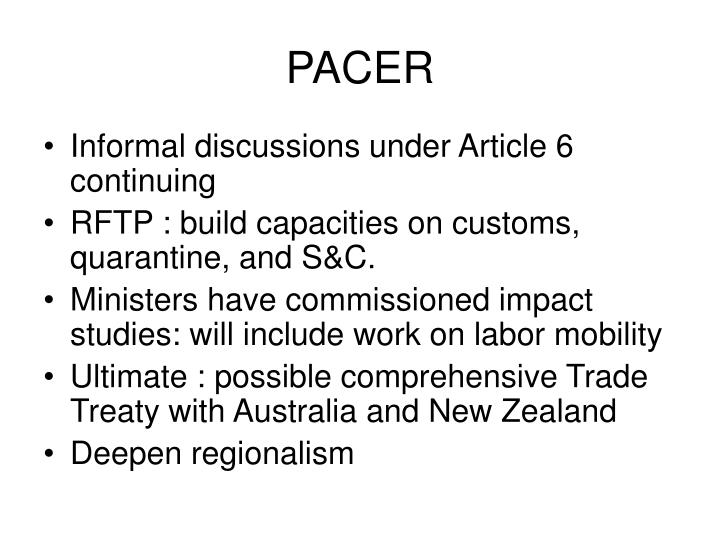 PACER
• Informal discussions under Article 6
continuing
• RFTP : build capacities on customs,
quarantine, and S&C.
• Ministers have commissioned impact
studies: will include work on labor mobility
• Ultimate : possible comprehensive Trade
Treaty with Australia and New Zealand
• Deepen regionalism